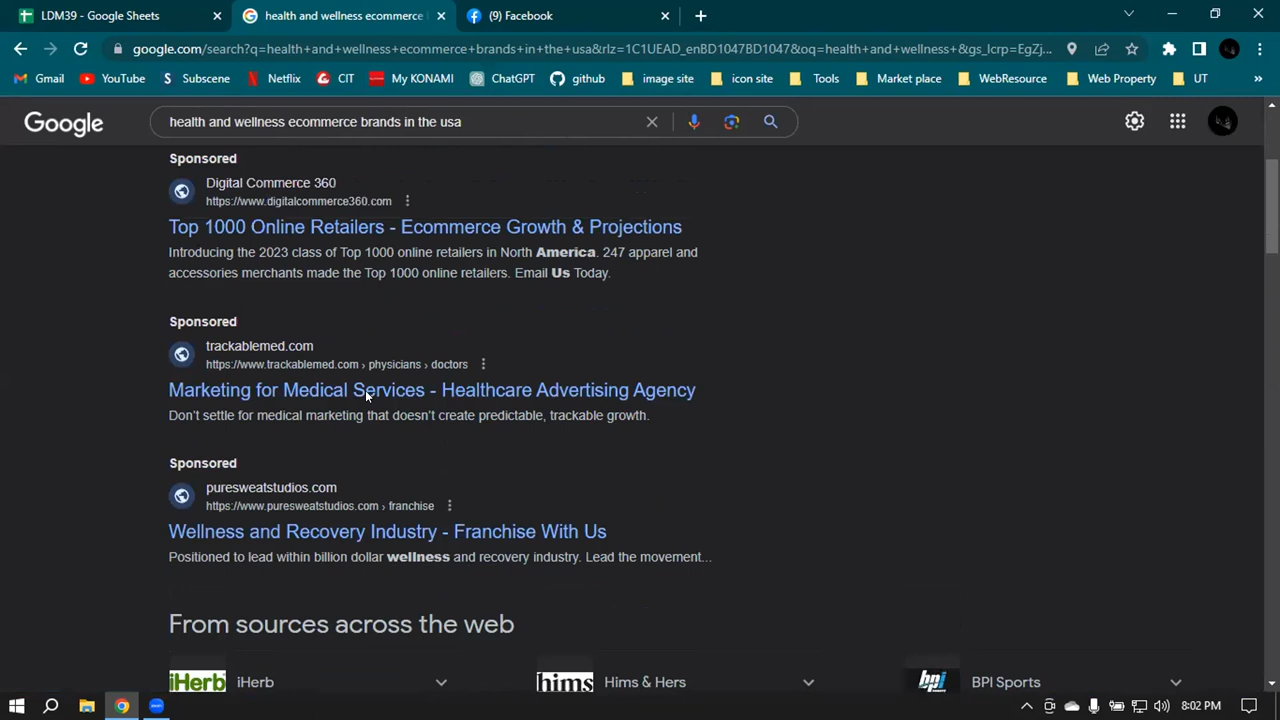 LDM39 - Google Sheets
health and wellness ecommerce
(9) Facebook
google.com/search?q=health+and+wellness+ecommerce+brands+in+the+usa&rlz=1C1UEAD_enBD1047BD1047&oq=health+and+wellness+&gs_lcrp=EgZj...
Gmail
YouTube
Subscene
Netflix
CIT
My KONAMI
ChatGPT
github
image site
icon site
Tools
Market place
WebResource
Web Property
UT
»
Google
health and wellness ecommerce brands in the usa
Sponsored
Digital Commerce 360
https://www.digitalcommerce360.com
Top 1000 Online Retailers - Ecommerce Growth & Projections
Introducing the 2023 class of Top 1000 online retailers in North America. 247 apparel and
accessories merchants made the Top 1000 online retailers. Email Us Today.
Sponsored
trackablemed.com
https://www.trackablemed.com › physicians › doctors
Marketing for Medical Services - Healthcare Advertising Agency
Don't settle for medical marketing that doesn't create predictable, trackable growth.
Sponsored
puresweatstudios.com
https://www.puresweatstudios.com › franchise
Wellness and Recovery Industry - Franchise With Us
Positioned to lead within billion dollar wellness and recovery industry. Lead the movement...
From sources across the web
iHerb
iHerb
hims
Hims & Hers
bpi
BPI Sports
8:02 PM